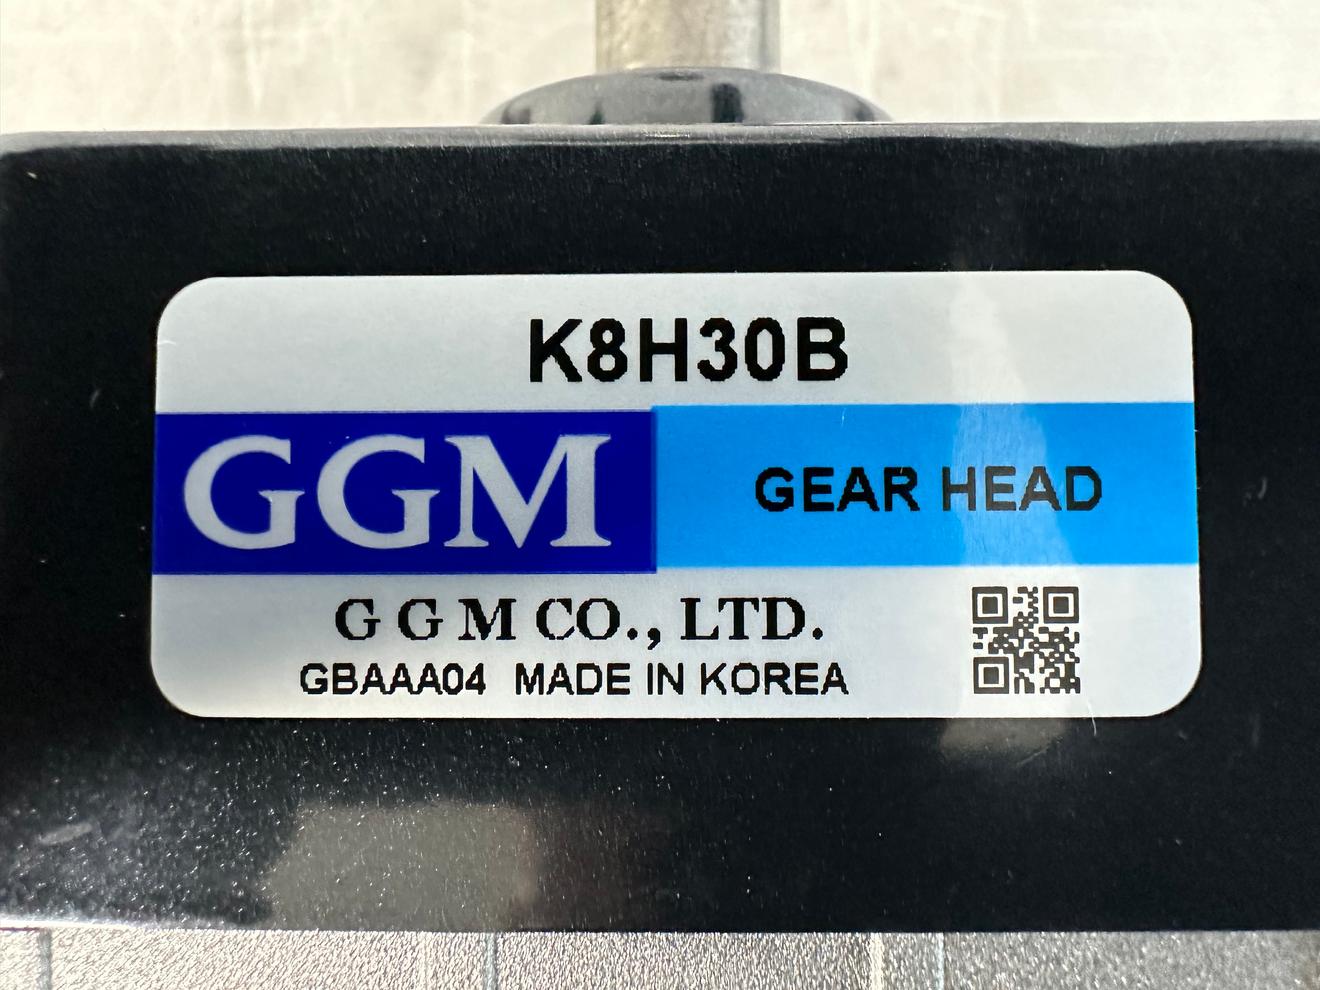 K8H30B
GGM
GEAR HEAD
G G M CO., LTD.
GBAAA04 MADE IN KOREA